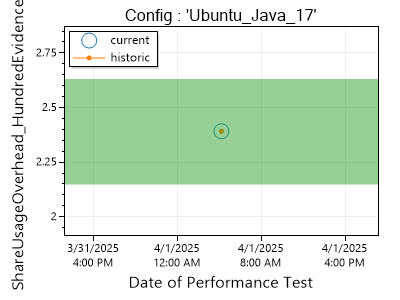 Config : 'Ubuntu_Java_17'
ShareUsageOverhead_HundredEvidence
current
historic
2.75
2.5
2.25
2
3/31/2025 4/1/2025 4/1/2025 4/1/2025
4:00 PM 12:00 AM 8:00 AM 4:00 PM
Date of Performance Test